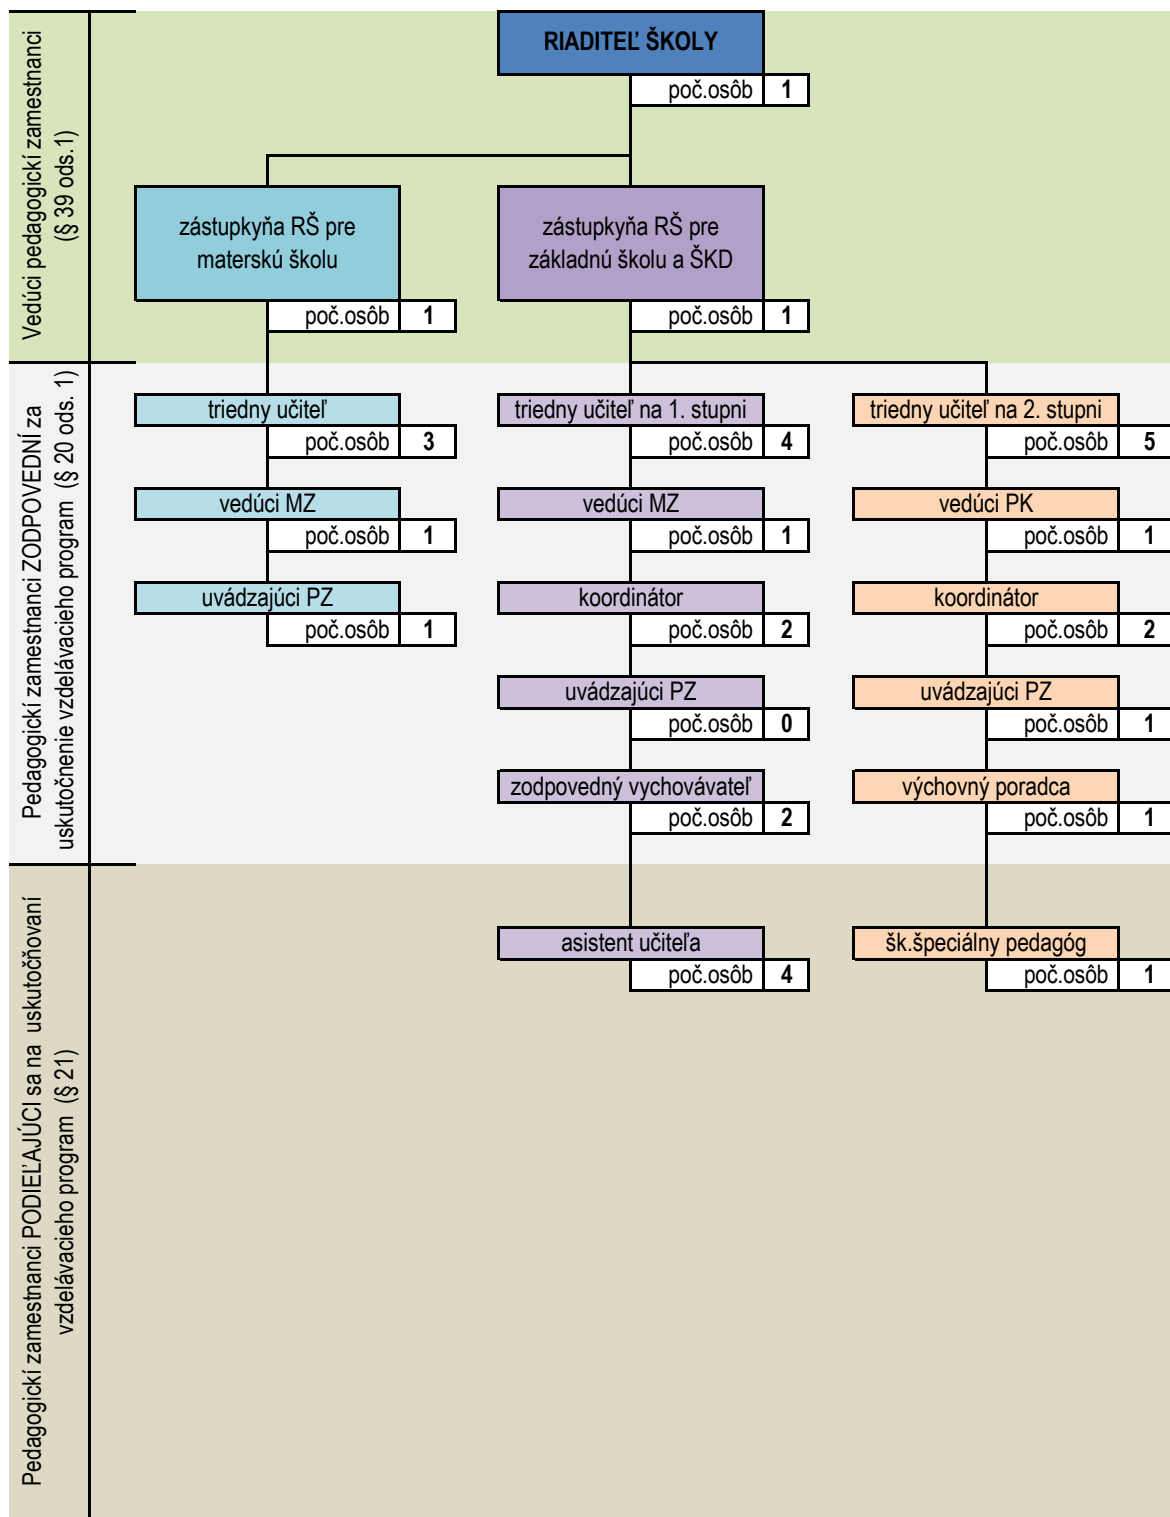 Vedúci pedagogickí zamestnanci
(§ 39 ods.1)
RIADITEĽ ŠKOLY
poč.osôb 1
zástupkyňa RŠ pre
materskú školu
poč.osôb 1
zástupkyňa RŠ pre
základnú školu a ŠKD
poč.osôb 1
Pedagogickí zamestnanci ZODPOVEDNÍ za
uskutočnenie vzdelávacieho program (§ 20 ods. 1)
triedny učiteľ
poč.osôb 3
vedúci MZ
poč.osôb 1
uvádzajúci PZ
poč.osôb 1
triedny učiteľ na 1. stupni
poč.osôb 4
vedúci MZ
poč.osôb 1
koordinátor
poč.osôb 2
uvádzajúci PZ
poč.osôb 0
zodpovedný vychovávateľ
poč.osôb 2
triedny učiteľ na 2. stupni
poč.osôb 5
vedúci PK
poč.osôb 1
koordinátor
poč.osôb 2
uvádzajúci PZ
poč.osôb 1
výchovný poradca
poč.osôb 1
Pedagogickí zamestnanci PODIEĽAJÚCI sa na uskutočňovaní
vzdelávacieho program (§ 21)
asistent učiteľa
poč.osôb 4
šk.špeciálny pedagóg
poč.osôb 1